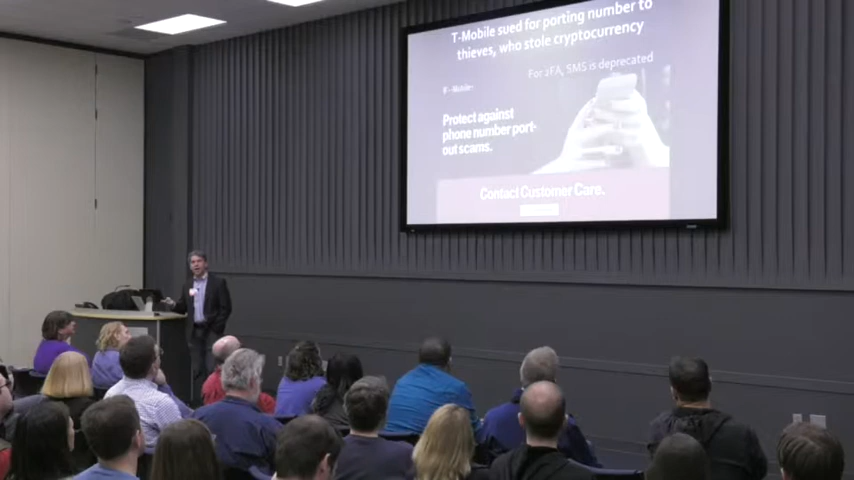 T-Mobile sued for porting number to
thieves, who stole cryptocurrency
For 2FA, SMS is deprecated
T-Mobile
Protect against
phone number port-
out scams.
Contact Customer Care.